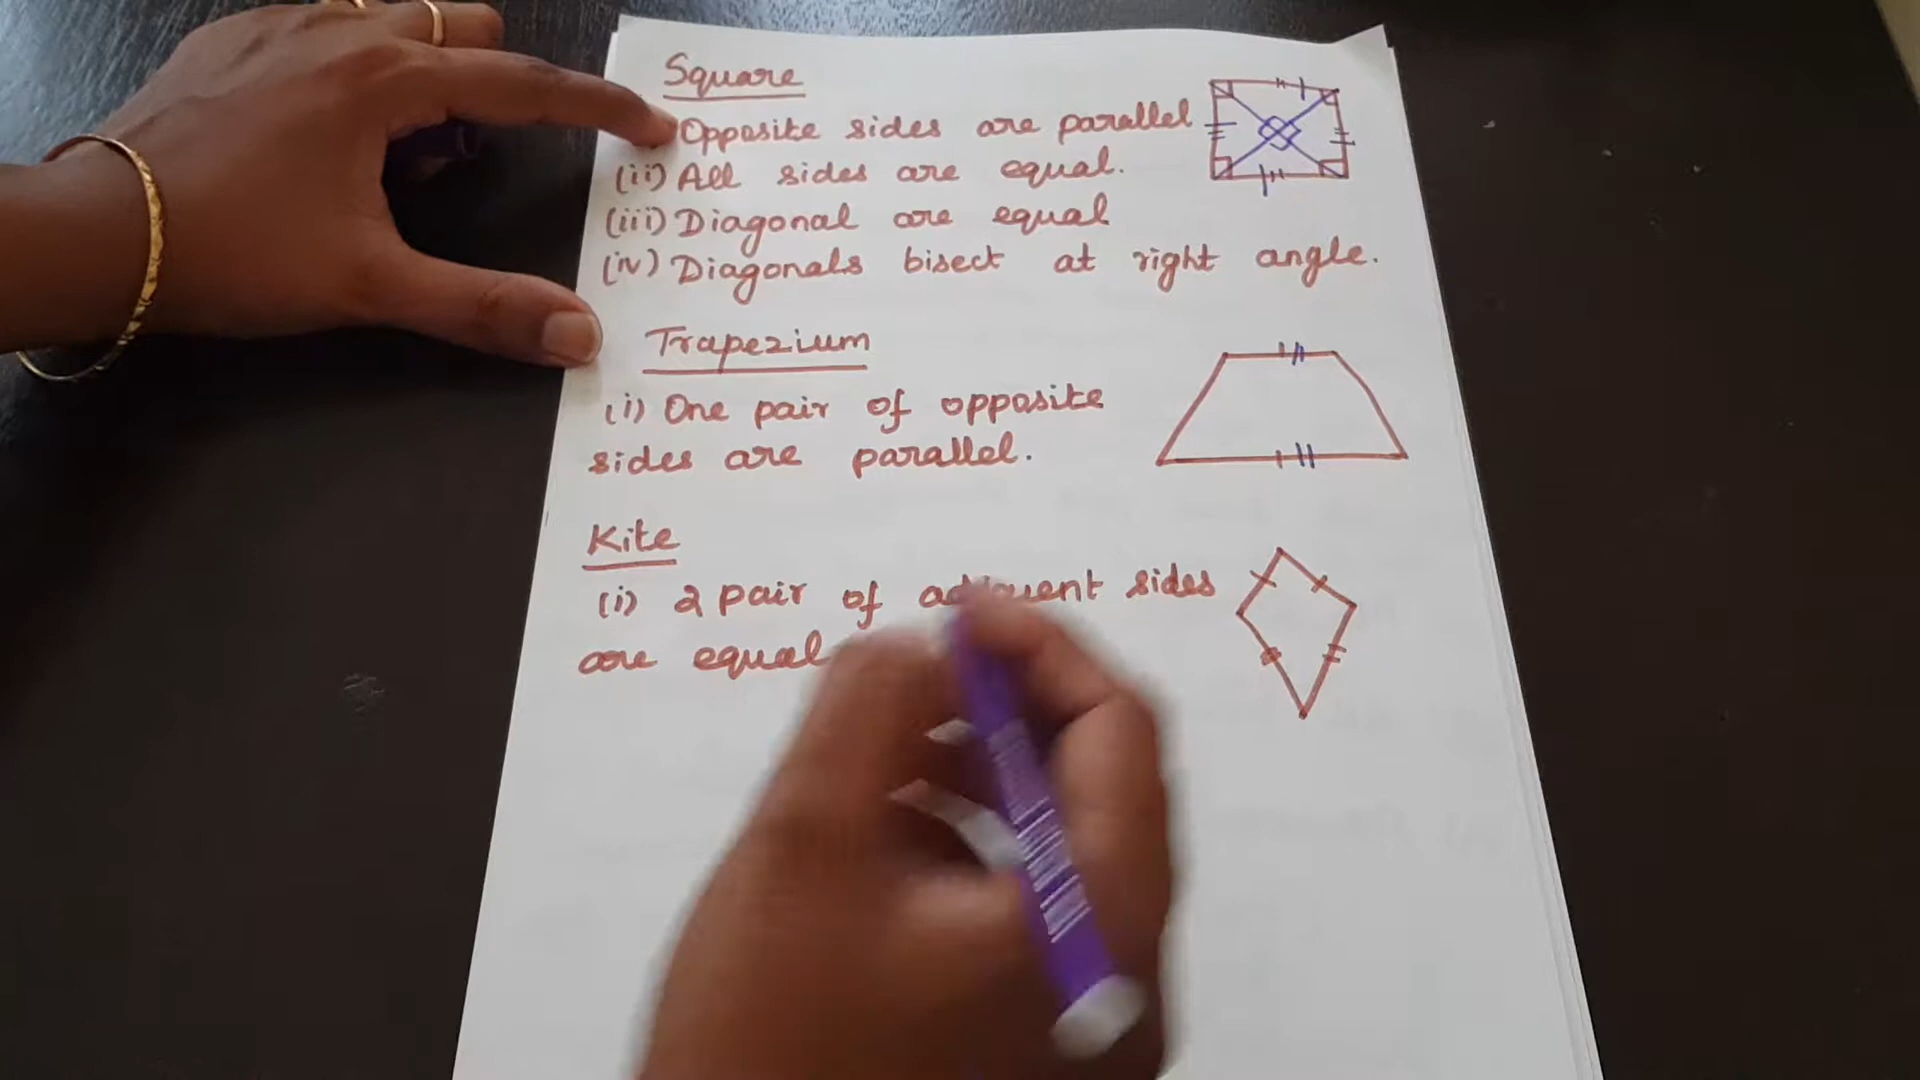 Square
Opposite sides are parallel
(ii) All sides are equal.
(iii) Diagonal are equal
(iv) Diagonals bisect at right angle.
Trapezium
(i) One pair of opposite
sides are parallel.
Kite
(i) 2 pair of sides
are equal